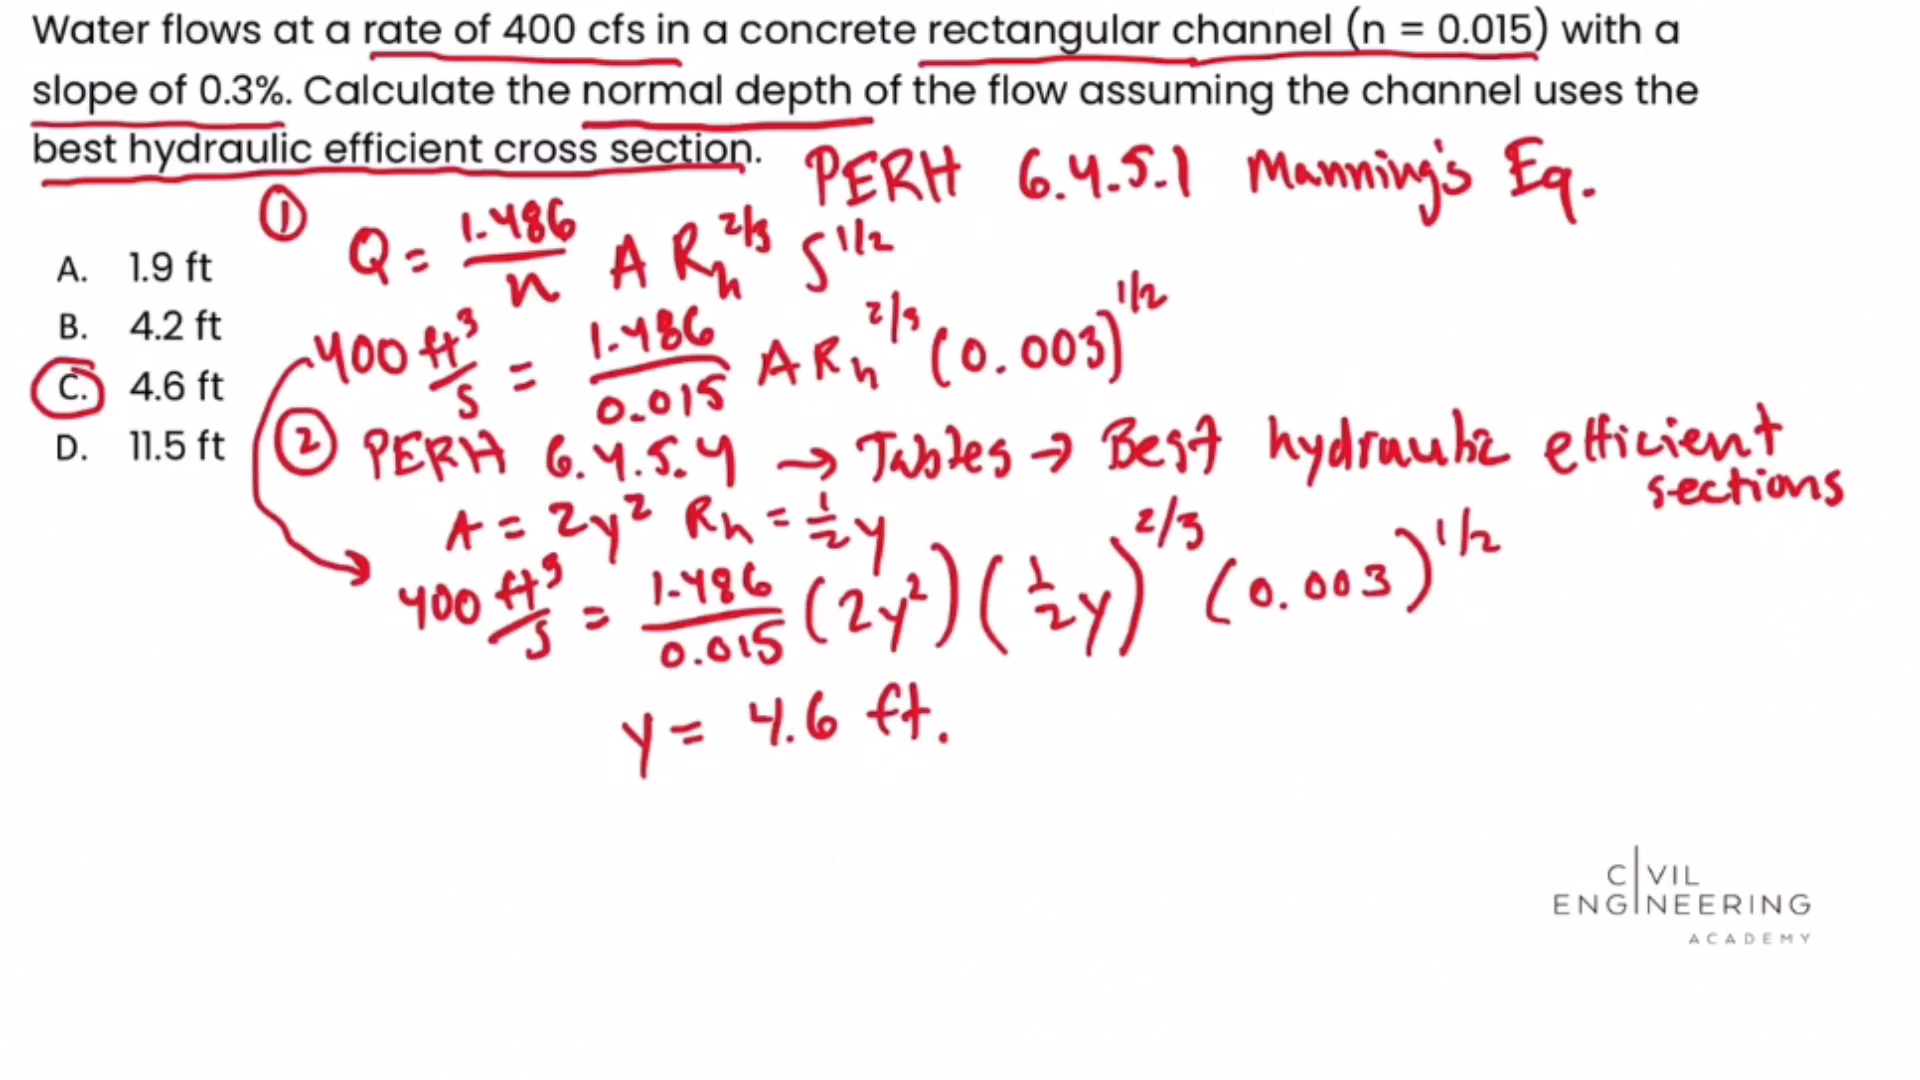 Water flows at a rate of 400 cfs in a concrete rectangular channel (n = 0.015) with a
slope of 0.3%. Calculate the normal depth of the flow assuming the channel uses the
best hydraulic efficient cross section.
PERH 6.4.5.1 Manning's Eq.
① Q = 1.486/n A Rh^2/3 S^1/2
A. 1.9 ft
B. 4.2 ft
C. 4.6 ft
D. 11.5 ft
400 ft³/s = 1.486/0.015 A Rh^2/3 (0.003)^1/2
② PERH 6.4.5.4 → Tables → Best hydraulic efficient
sections
A = 2y² Rh = 1/2 y
400 ft³/s = 1.486/0.015 (2y²) (1/2 y)^2/3 (0.003)^1/2
y = 4.6 ft.
CIVIL
ENGINEERING
ACADEMY